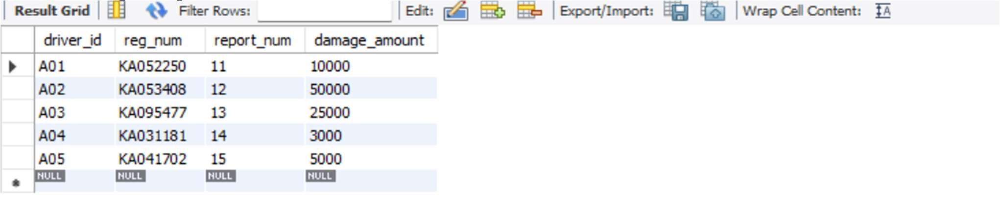 Result Grid Filter Rows: Edit: Export/Import: Wrap Cell Content: A
driver_id reg_num report_num damage_amount
A01 KA052250 11 10000
A02 KA053408 12 50000
A03 KA095477 13 25000
A04 KA031181 14 3000
A05 KA041702 15 5000
NULL NULL NULL NULL